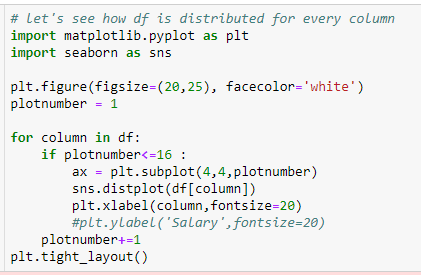 # let's see how df is distributed for every column
import matplotlib.pyplot as plt
import seaborn as sns

plt.figure(figsize=(20,25), facecolor='white')
plotnumber = 1

for column in df:
    if plotnumber<=16 :
        ax = plt.subplot(4,4,plotnumber)
        sns.distplot(df[column])
        plt.xlabel(column,fontsize=20)
        #plt.ylabel('Salary',fontsize=20)
    plotnumber+=1
plt.tight_layout()